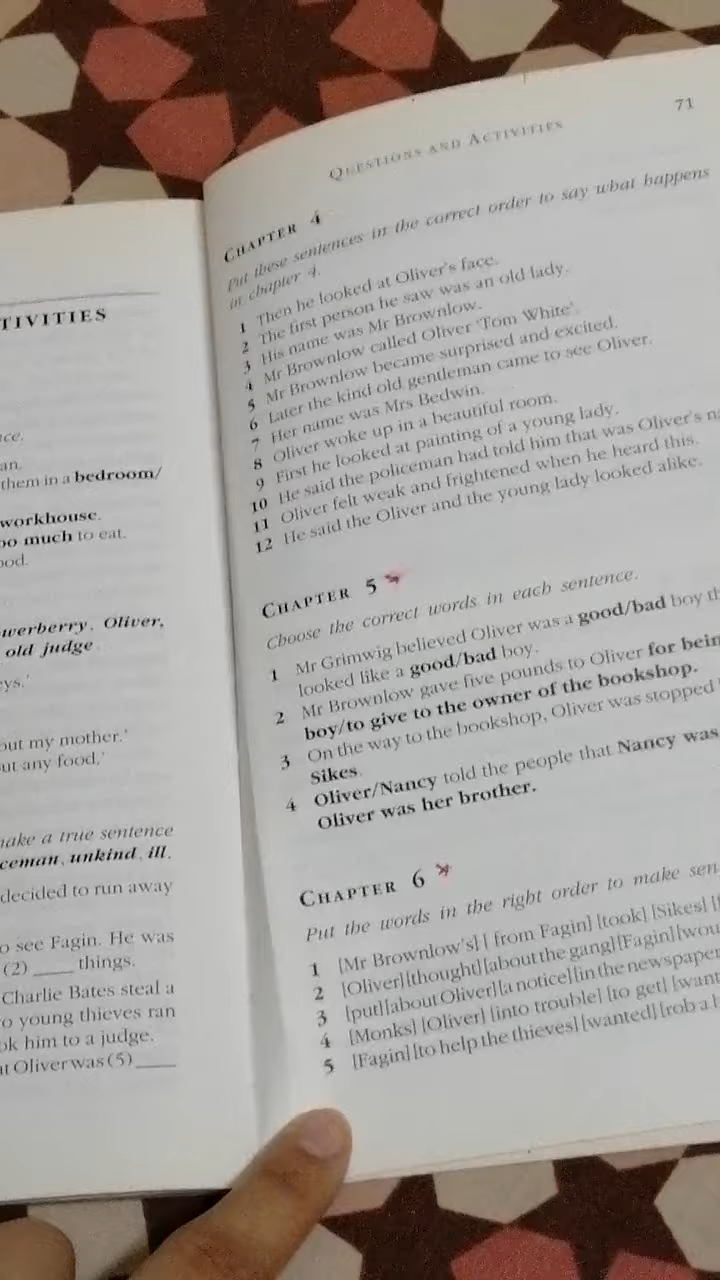 TIVITIES
nce.
an.
them in a bedroom/
workhouse.
oo much to eat.
ood.
werberry, Oliver,
old judge
ys.'
out my mother.'
ut any food.'
make a true sentence
ceman, unkind, ill.
decided to run away
o see Fagin. He was
(2) ____ things.
Charlie Bates steal a
o young thieves ran
ok him to a judge.
at Oliver was (5) ____
71
QUESTIONS AND ACTIVITIES
CHAPTER 4
Put these sentences in the correct order to say what happens
in chapter 4.
1 Then he looked at Oliver's face.
2 The first person he saw was an old lady.
3 His name was Mr Brownlow.
4 Mr Brownlow called Oliver 'Tom White'.
5 Mr Brownlow became surprised and excited.
6 Later the kind old gentleman came to see Oliver.
7 Her name was Mrs Bedwin.
8 Oliver woke up in a beautiful room.
9 First he looked at painting of a young lady.
10 He said the policeman had told him that was Oliver's na
11 Oliver felt weak and frightened when he heard this.
12 He said the Oliver and the young lady looked alike.
CHAPTER 5
Choose the correct words in each sentence.
1 Mr Grimwig believed Oliver was a good/bad boy th
looked like a good/bad boy.
2 Mr Brownlow gave five pounds to Oliver for bein
boy/to give to the owner of the bookshop.
3 On the way to the bookshop, Oliver was stopped
Sikes.
4 Oliver/Nancy told the people that Nancy was
Oliver was her brother.
CHAPTER 6
Put the words in the right order to make sen
1 [Mr Brownlow's] [ from Fagin] [took] [Sikes] [f
2 [Oliver][thought][about the gang][Fagin][wou
3 [put][about Oliver][a notice][in the newspaper
4 [Monks] [Oliver] [into trouble] [to get] [want
5 [Fagin][to help the thieves] [wanted] [rob a h